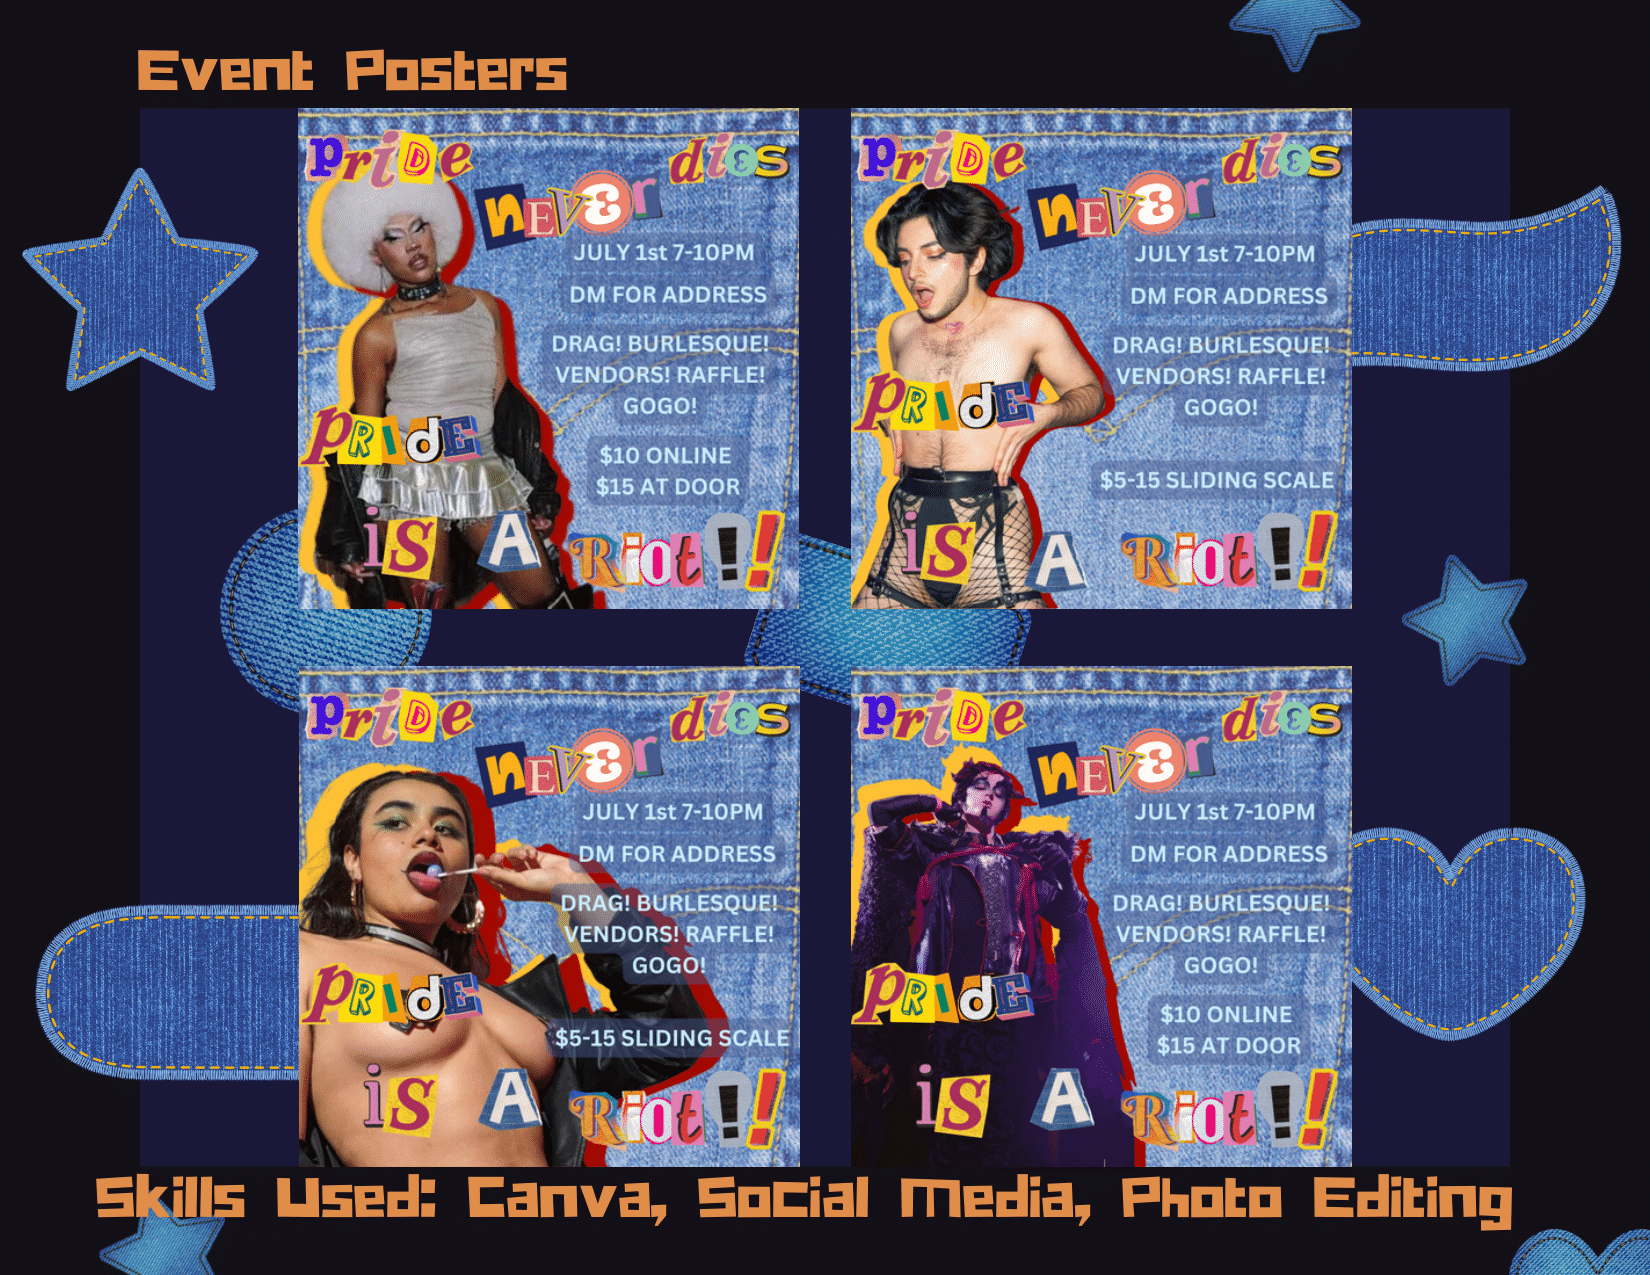 Event Posters
priDe never dies
JULY 1st 7-10PM
DM FOR ADDRESS
DRAG! BURLESQUE!
VENDORS! RAFFLE!
GOGO!
$10 ONLINE
$15 AT DOOR
PRIdE
is A Riot!!
priDe never dies
JULY 1st 7-10PM
DM FOR ADDRESS
DRAG! BURLESQUE!
VENDORS! RAFFLE!
GOGO!
PRIdE
$5-15 SLIDING SCALE
is A Riot!!
priDe never dies
JULY 1st 7-10PM
DM FOR ADDRESS
DRAG! BURLESQUE!
VENDORS! RAFFLE!
GOGO!
PRIdE
$5-15 SLIDING SCALE
is A Riot!!
priDe never dies
JULY 1st 7-10PM
DM FOR ADDRESS
DRAG! BURLESQUE!
VENDORS! RAFFLE!
GOGO!
PRIdE
$10 ONLINE
$15 AT DOOR
is A Riot!!
Skills Used: Canva, Social Media, Photo Editing